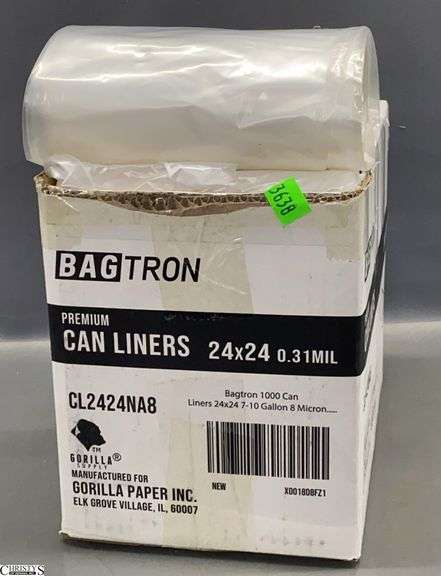 3638
BAGTRON
PREMIUM
CAN LINERS 24x24 0.31MIL
CL2424NA8
Bagtron 1000 Can
Liners 24x24 7-10 Gallon 8 Micron.....
TM
GORILLA®
SUPPLY
NEW
X0018D8FZ1
MANUFACTURED FOR
GORILLA PAPER INC.
ELK GROVE VILLAGE, IL, 60007
CHRISTY'S